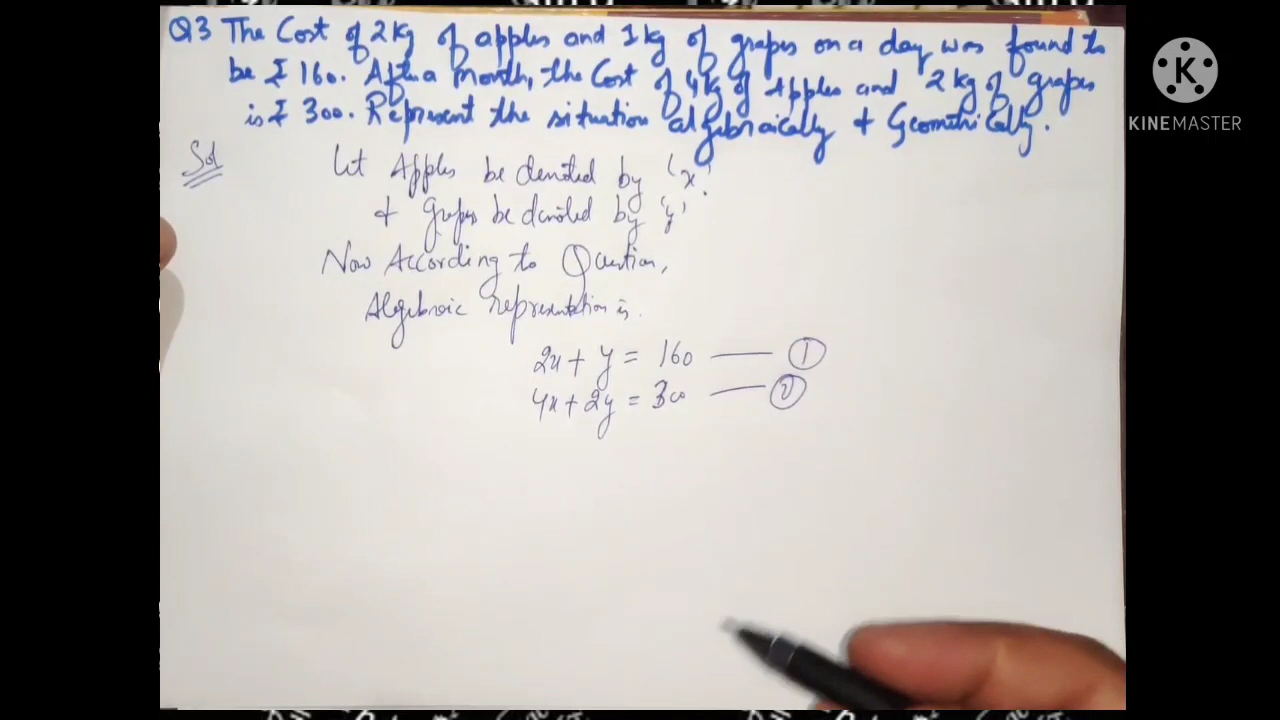 Q3 The Cost of 2Kg of apples and 1kg of grapes on a day was found to
be ₹ 160. After a month, the Cost of 4kg of Apples and 2 kg of grapes
is ₹ 300. Represent the situation algebraically & Geometrically.
K
KINEMASTER
Sol
Let Apples be denoted by 'x'.
& grapes be denoted by 'y'
Now According to Question,
Algebraic representation is.
2x + y = 160 —— ①
4x + 2y = 300 —— ②